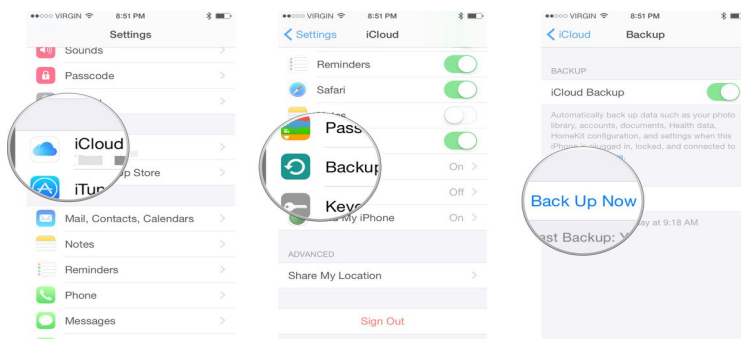 ●●○○○ VIRGIN 8:51 PM
Settings
Sounds
Passcode
iCloud
iTun
pp Store
Mail, Contacts, Calendars
Notes
Reminders
Phone
Messages
●●○○○ VIRGIN 8:51 PM
Settings iCloud
Reminders
Safari
Notes
Pass
Backup On
Off
Key
My iPhone On
ADVANCED
Share My Location
Sign Out
●●○○○ VIRGIN 8:51 PM
iCloud Backup
BACKUP
iCloud Backup
Automatically back up data such as your photo
library, accounts, documents, Health data,
HomeKit configuration, and settings when this
iPhone is plugged in, locked, and connected to
Back Up Now
ay at 9:18 AM
ast Backup: Y